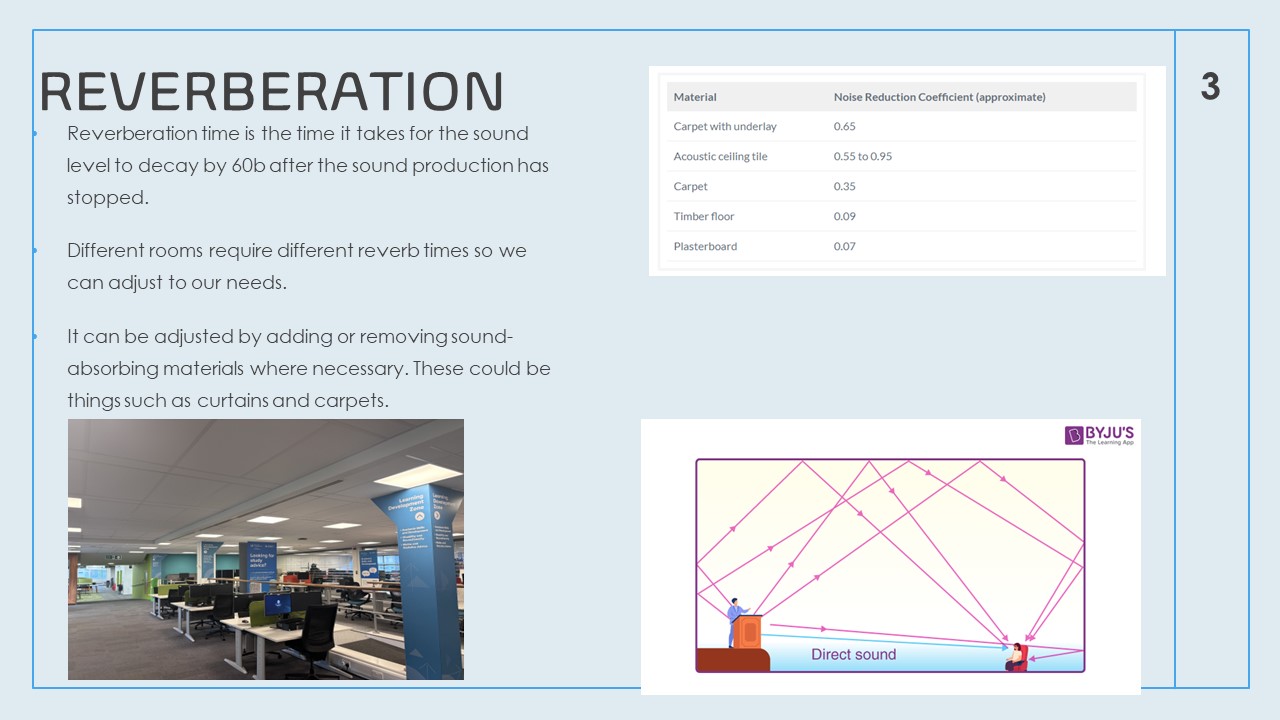 REVERBERATION
3
Reverberation time is the time it takes for the sound
level to decay by 60b after the sound production has
stopped.
Different rooms require different reverb times so we
can adjust to our needs.
It can be adjusted by adding or removing sound-
absorbing materials where necessary. These could be
things such as curtains and carpets.
Material Noise Reduction Coefficient (approximate)
Carpet with underlay 0.65
Acoustic ceiling tile 0.55 to 0.95
Carpet 0.35
Timber floor 0.09
Plasterboard 0.07
Learning
Development
Zone
Looking for
study
advice?
BYJU'S
The Learning App
Direct sound